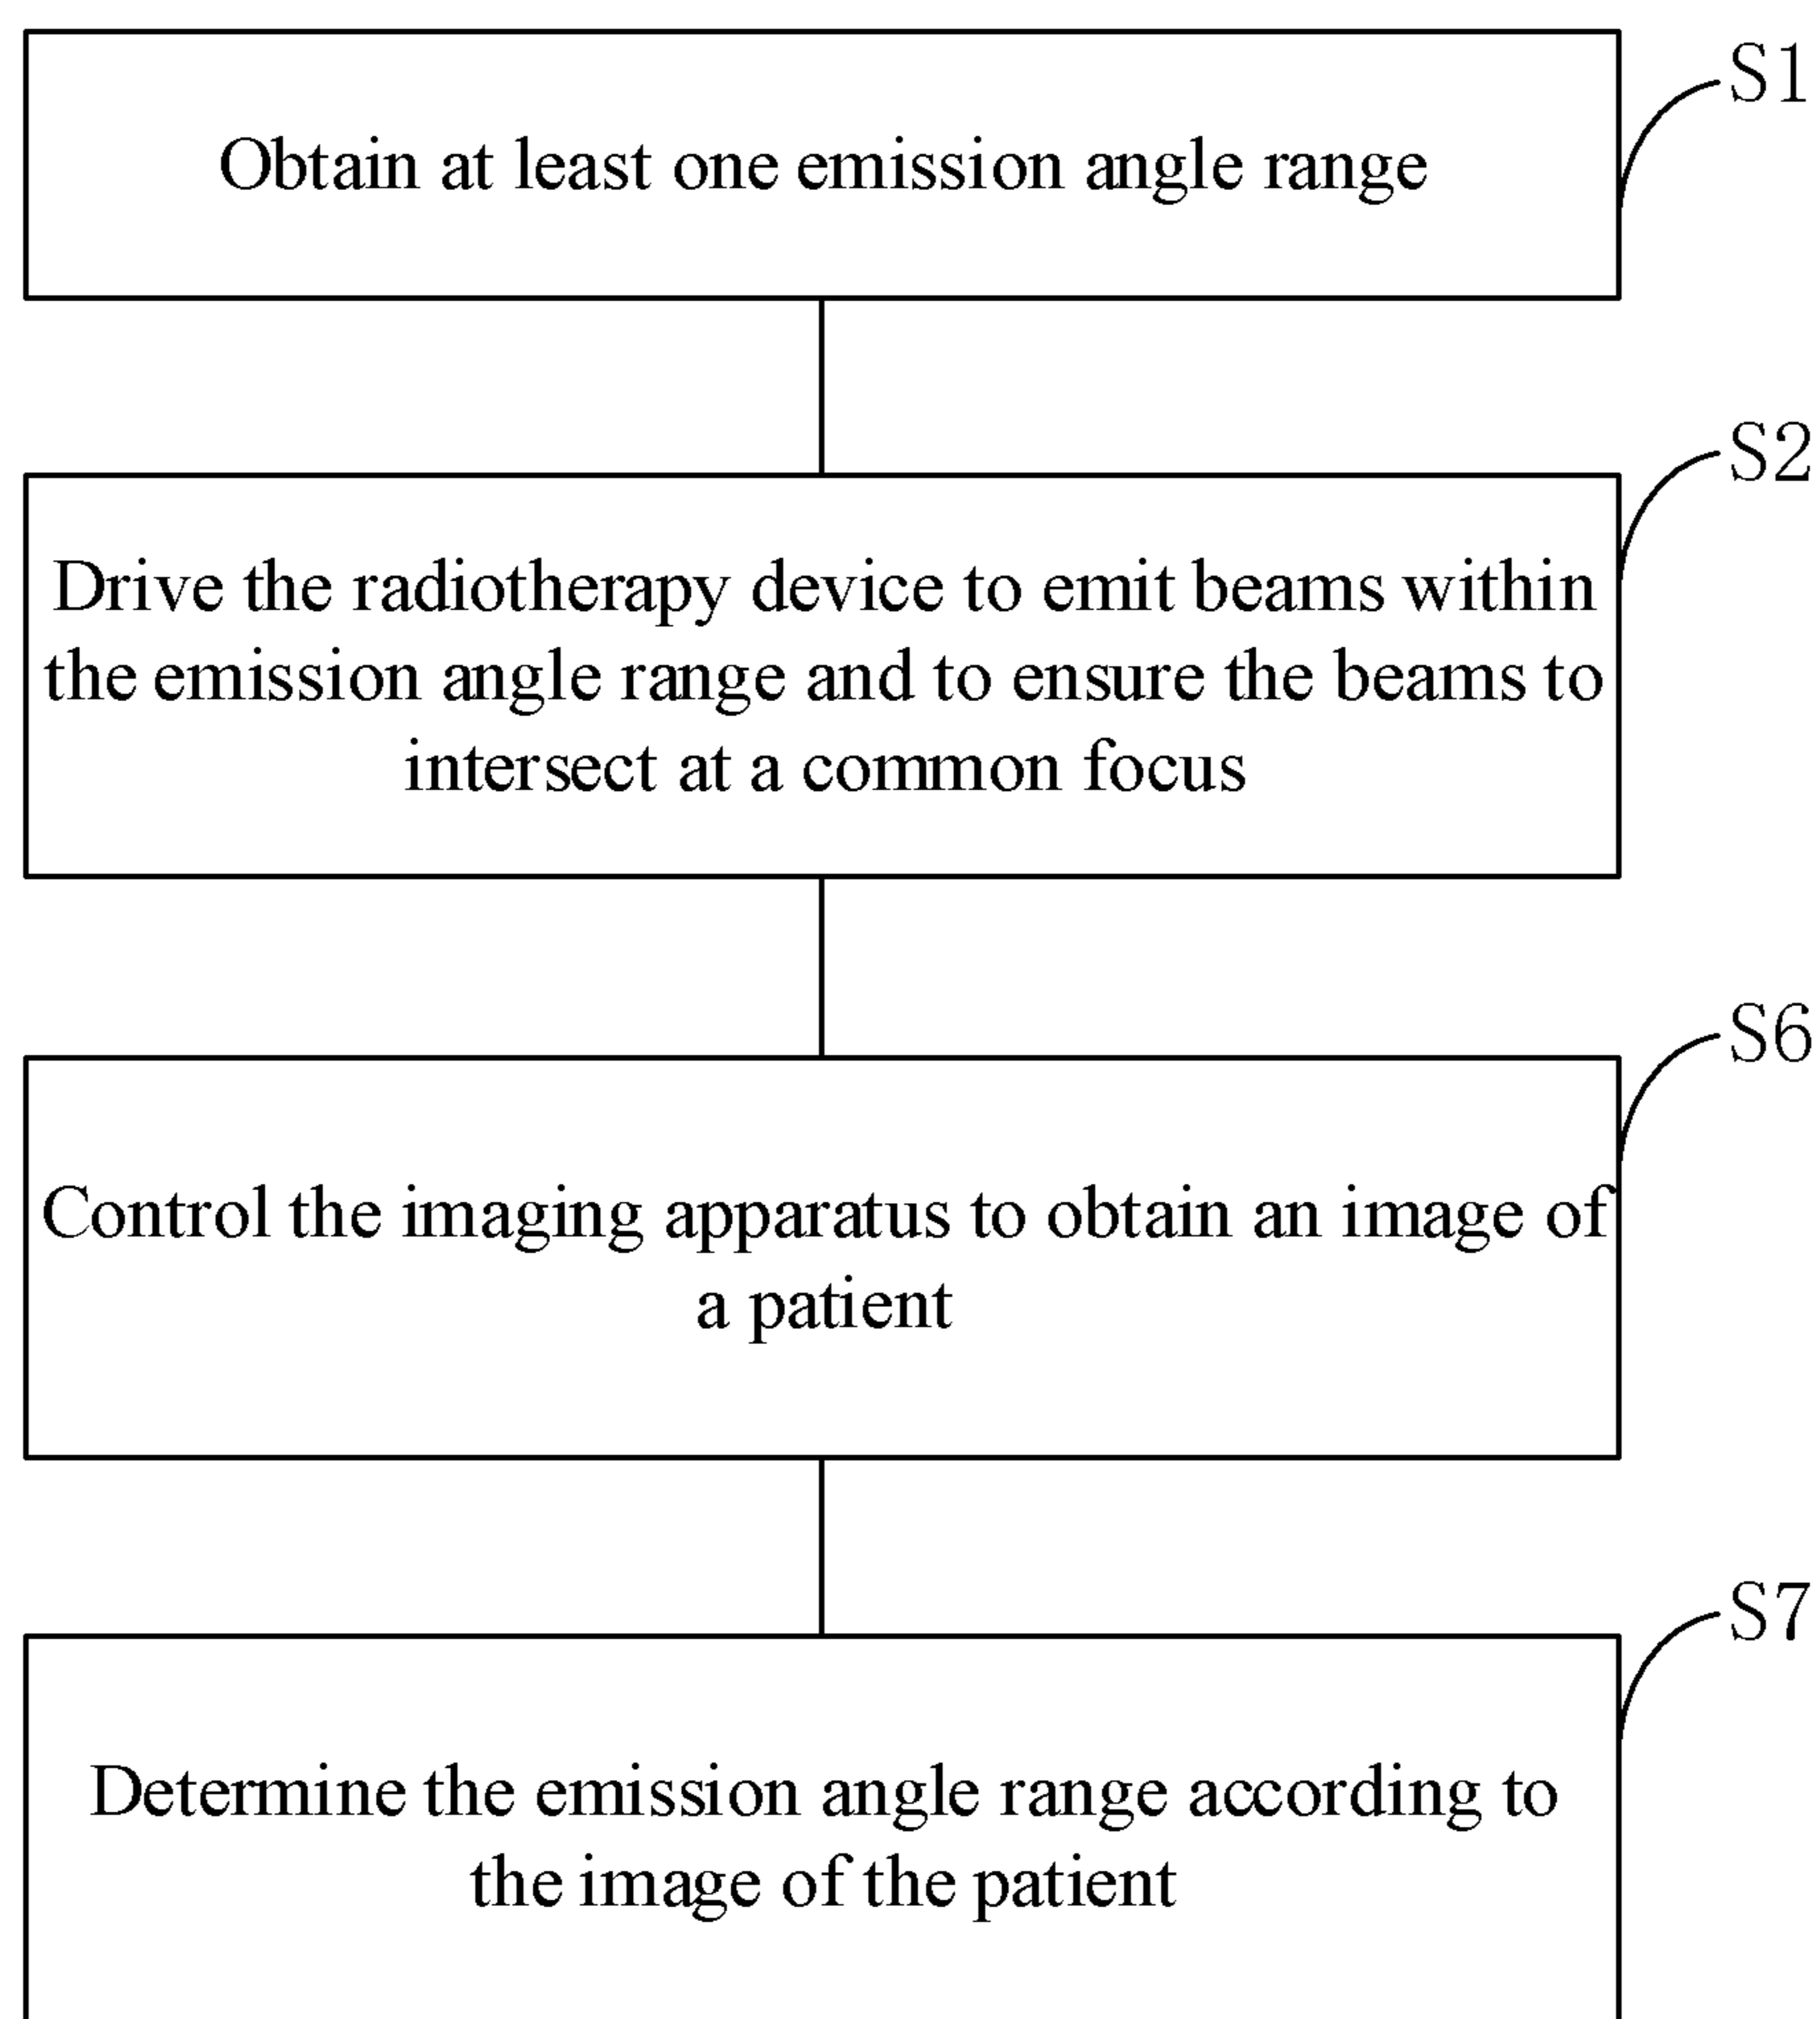 S1
Obtain at least one emission angle range
S2
Drive the radiotherapy device to emit beams within
the emission angle range and to ensure the beams to
intersect at a common focus
S6
Control the imaging apparatus to obtain an image of
a patient
S7
Determine the emission angle range according to
the image of the patient